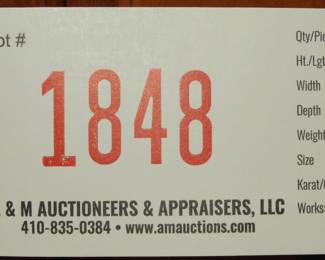 ot #
1848
& M AUCTIONEERS & APPRAISERS, LLC
410-835-0384 • www.amauctions.com
Qty/Pie
Ht./Lgt
Width
Depth
Weight
Size
Karat/
Works